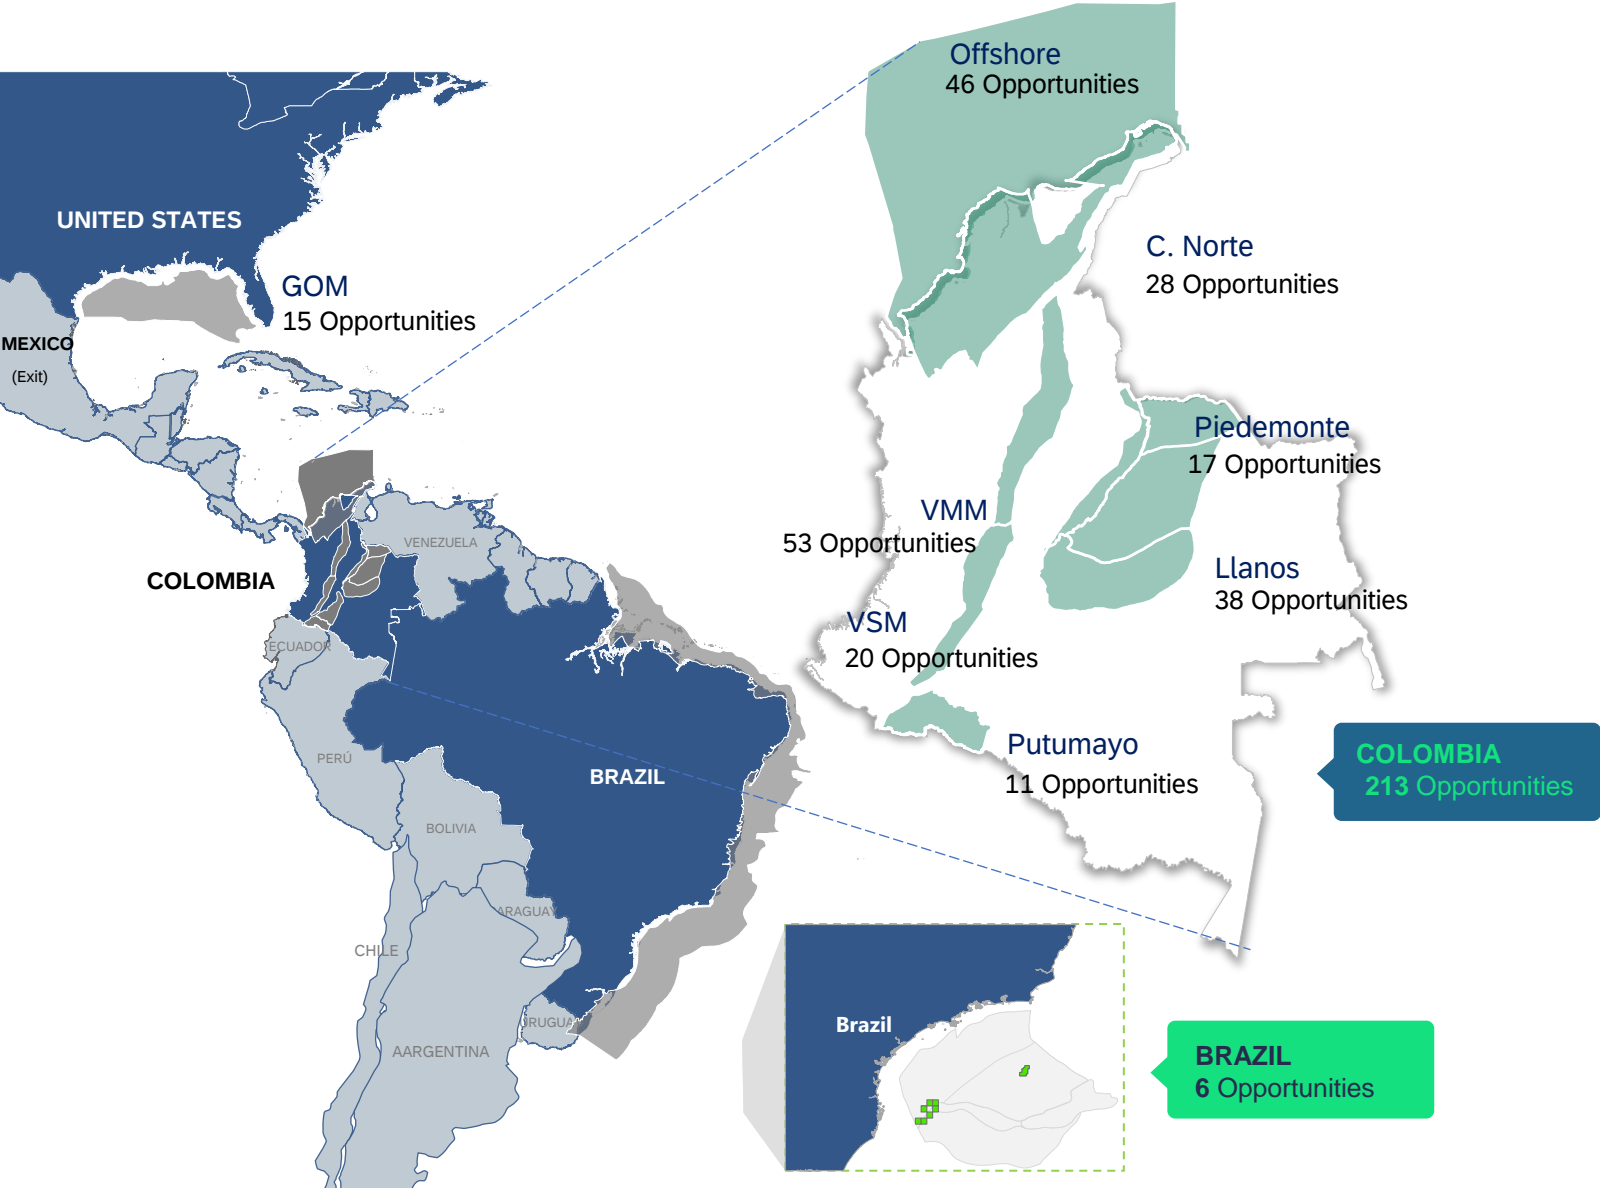 Offshore
46 Opportunities
UNITED STATES
C. Norte
28 Opportunities
GOM
15 Opportunities
MEXICO
(Exit)
Piedemonte
17 Opportunities
VMM
53 Opportunities
VENEZUELA
COLOMBIA
Llanos
38 Opportunities
VSM
20 Opportunities
ECUADOR
Putumayo
11 Opportunities
COLOMBIA
213 Opportunities
PERÚ
BRAZIL
BOLIVIA
ARAGUAY
CHILE
URUGUA
AARGENTINA
Brazil
BRAZIL
6 Opportunities